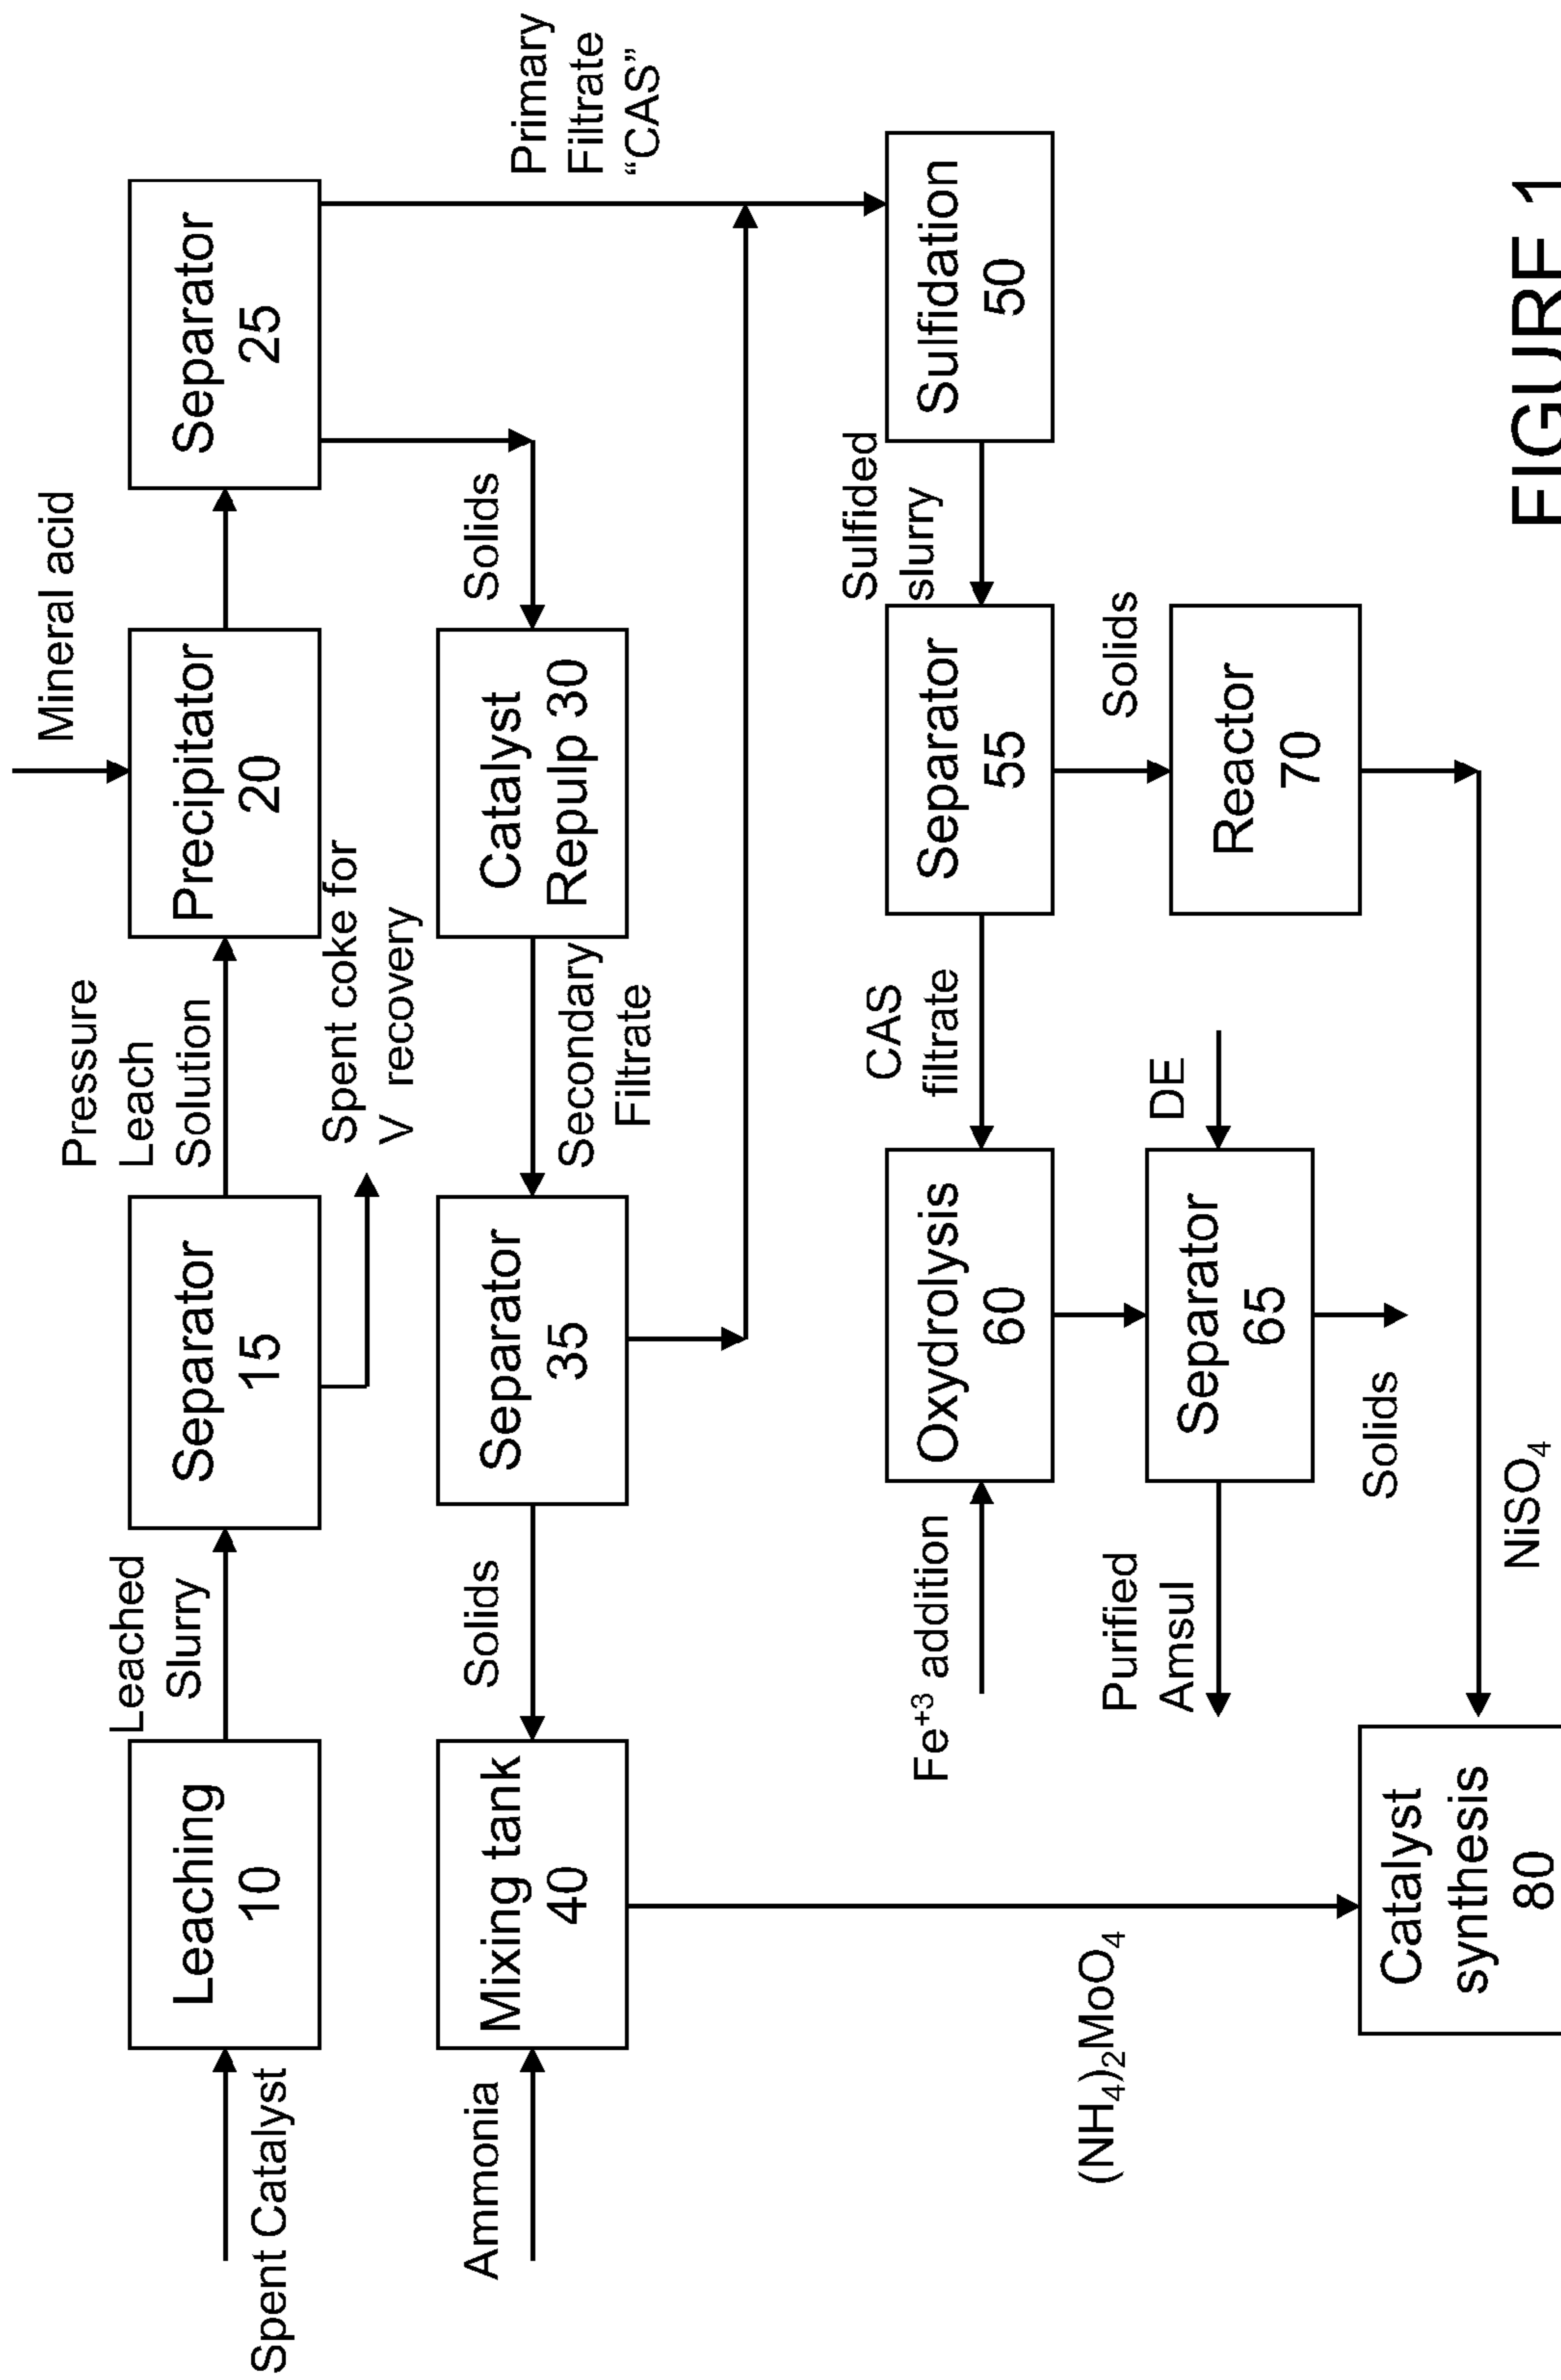 Mineral acid
Pressure
Leach
Solution
Leached
Slurry
Spent Catalyst
Leaching
10
Separator
15
Precipitator
20
Separator
25
Spent coke for
V recovery
Primary
Filtrate
“CAS”
Ammonia
Mixing tank
40
Solids
Separator
35
Secondary
Filtrate
Catalyst
Repulp 30
Solids
Sulfidation
50
Sulfided
slurry
Separator
55
CAS
filtrate
Oxydrolysis
60
Fe⁺³ addition
Purified
Amsul
Separator
65
DE
Solids
Solids
Reactor
70
(NH₄)₂MoO₄
Catalyst
synthesis
80
NiSO₄
FIGURE 1